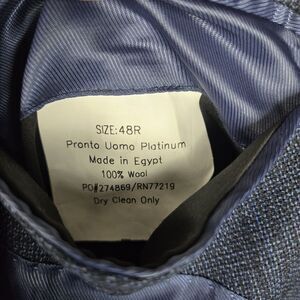 SIZE:48R
Pronto Uomo Platinum
Made in Egypt
100% Wool
PO#274869/RN77219
Dry Clean Only